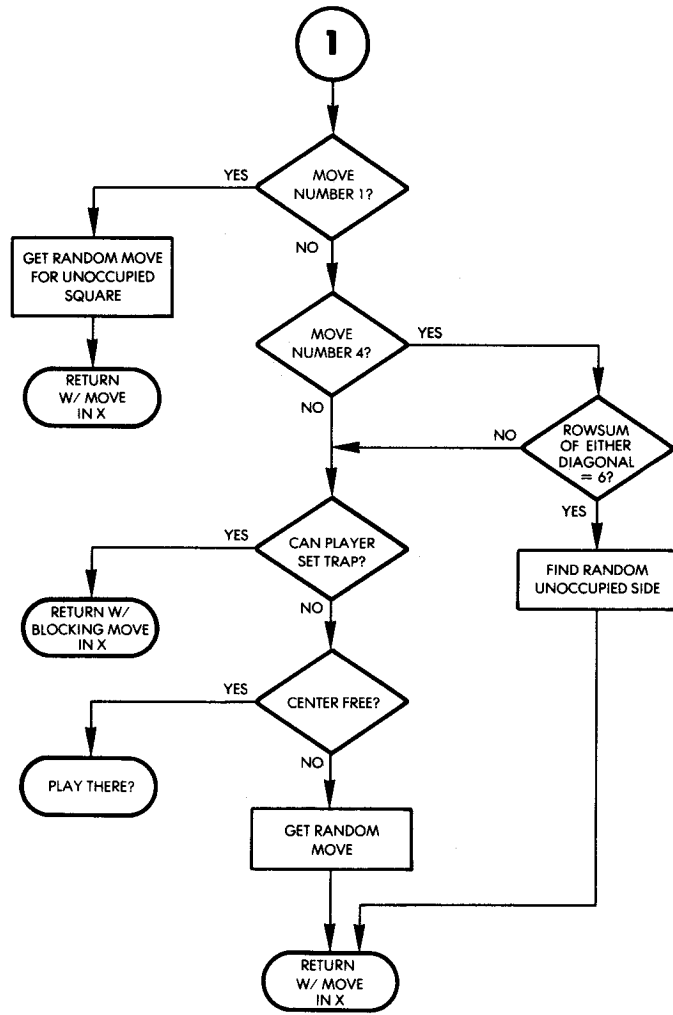 1
MOVE
NUMBER 1?
YES
NO
GET RANDOM MOVE
FOR UNOCCUPIED
SQUARE
RETURN
W/ MOVE
IN X
MOVE
NUMBER 4?
YES
NO
ROWSUM
OF EITHER
DIAGONAL
= 6?
NO
YES
CAN PLAYER
SET TRAP?
YES
NO
RETURN W/
BLOCKING MOVE
IN X
FIND RANDOM
UNOCCUPIED SIDE
CENTER FREE?
YES
NO
PLAY THERE?
GET RANDOM
MOVE
RETURN
W/ MOVE
IN X